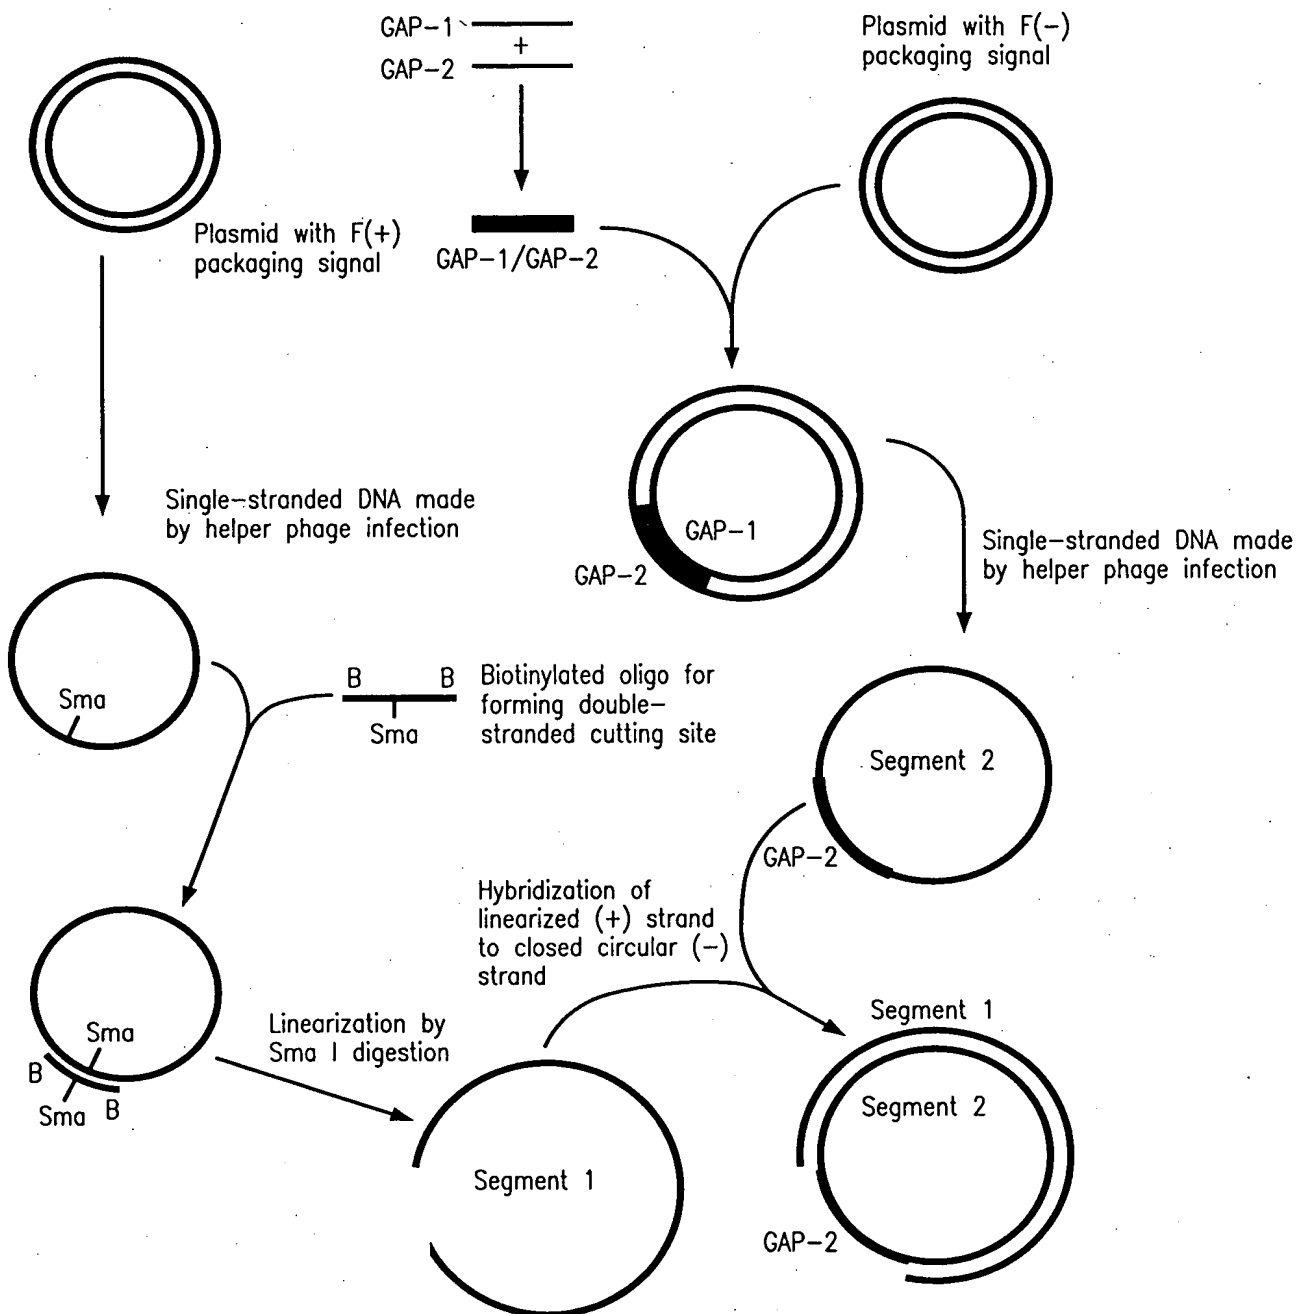 GAP-1
+
GAP-2
Plasmid with F(-)
packaging signal
Plasmid with F(+)
packaging signal
GAP-1/GAP-2
Single-stranded DNA made
by helper phage infection
GAP-1
GAP-2
Single-stranded DNA made
by helper phage infection
Sma
B B
Sma
Biotinylated oligo for
forming double-
stranded cutting site
Segment 2
GAP-2
Hybridization of
linearized (+) strand
to closed circular (-)
strand
Sma
B
Sma
B
Linearization by
Sma I digestion
Segment 1
Segment 1
Segment 2
GAP-2